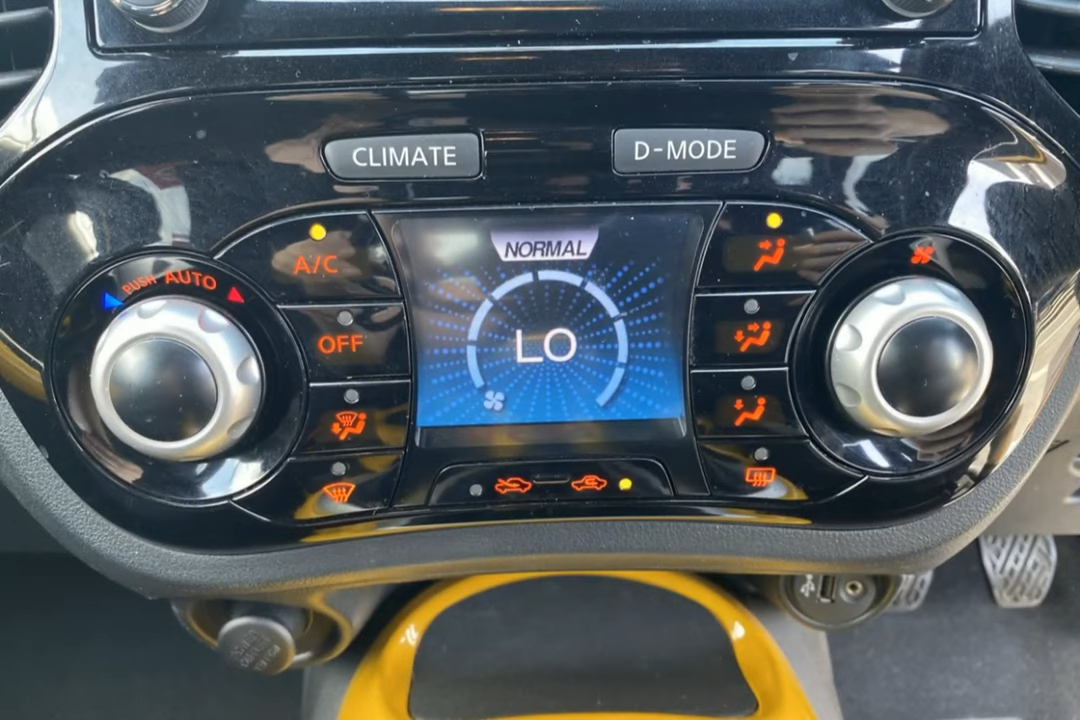 CLIMATE
D-MODE
NORMAL
PUSH AUTO
A/C
OFF
LO